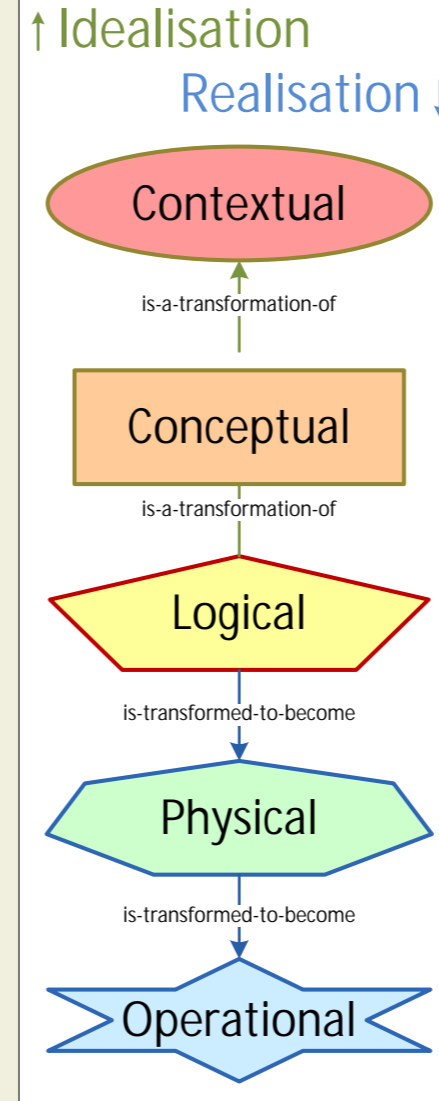 ↑ Idealisation
Realisation ↓
Contextual
is-a-transformation-of
Conceptual
is-a-transformation-of
Logical
is-transformed-to-become
Physical
is-transformed-to-become
Operational